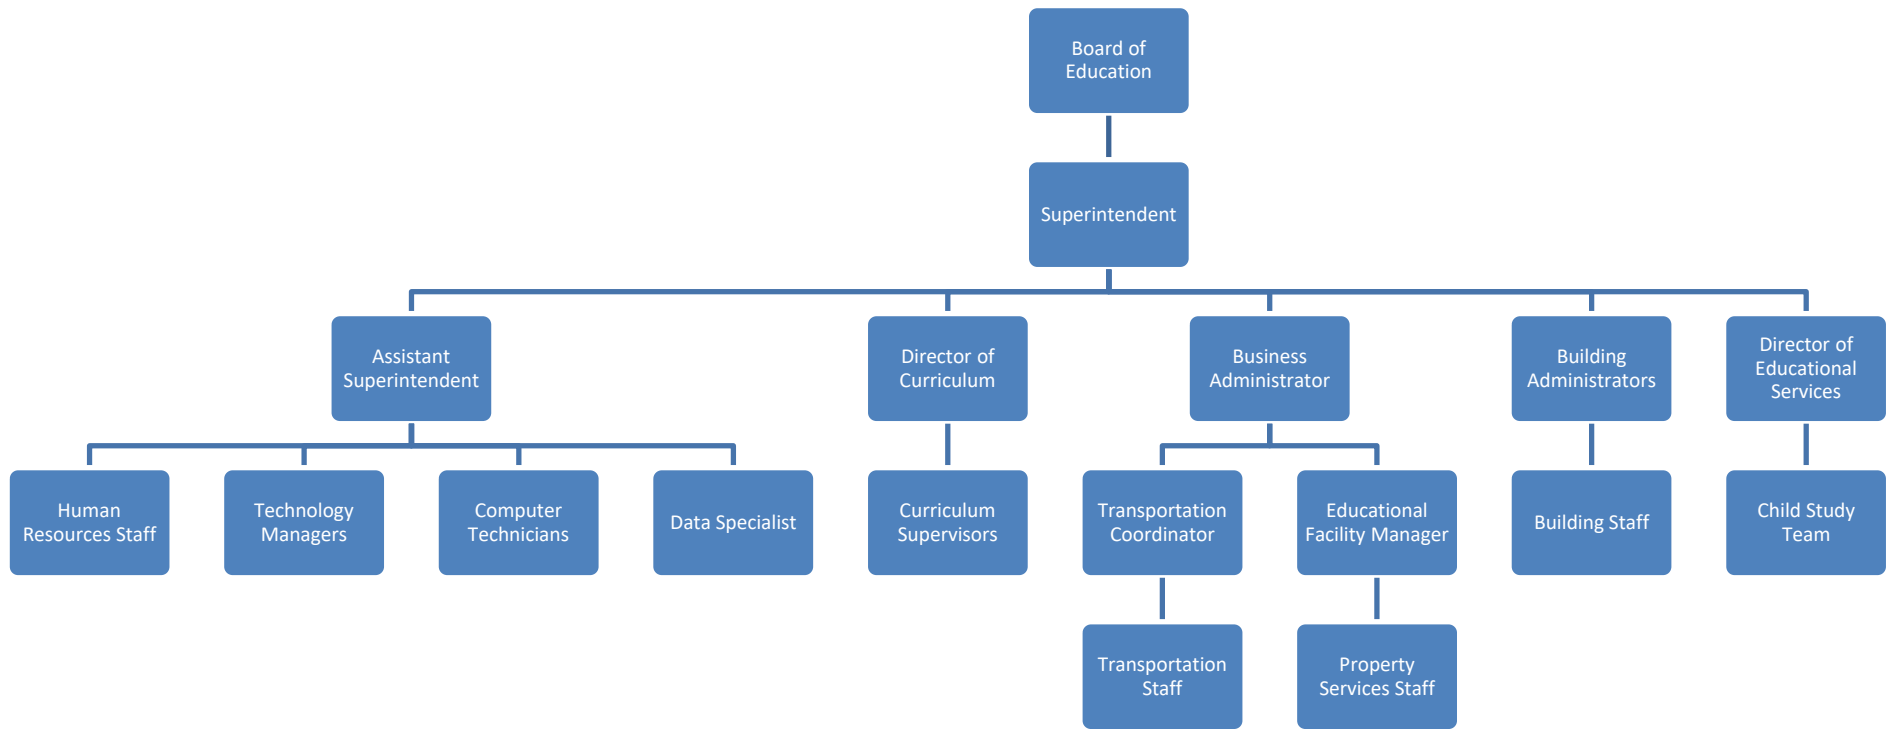 Board of
Education
Superintendent
Assistant
Superintendent
Director of
Curriculum
Business
Administrator
Building
Administrators
Director of
Educational
Services
Human
Resources Staff
Technology
Managers
Computer
Technicians
Data Specialist
Curriculum
Supervisors
Transportation
Coordinator
Educational
Facility Manager
Building Staff
Child Study
Team
Transportation
Staff
Property
Services Staff